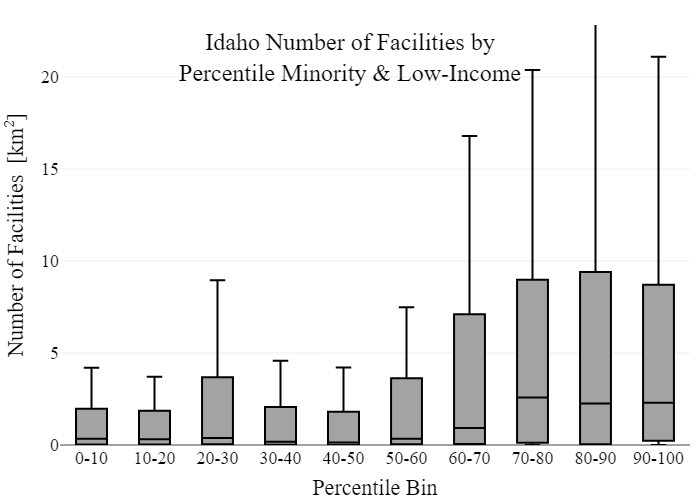 Idaho Number of Facilities by
Percentile Minority & Low-Income
Number of Facilities [km²]
20
15
10
5
0
0-10 10-20 20-30 30-40 40-50 50-60 60-70 70-80 80-90 90-100
Percentile Bin